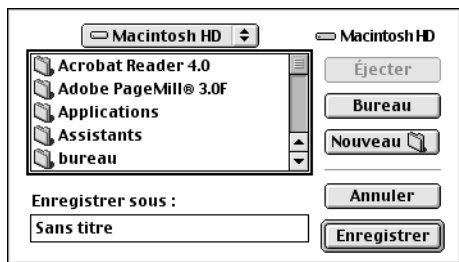 Macintosh HD
Macintosh HD
Acrobat Reader 4.0
Adobe PageMill® 3.0F
Applications
Assistants
bureau
Éjecter
Bureau
Nouveau
Enregistrer sous :
Sans titre
Annuler
Enregistrer